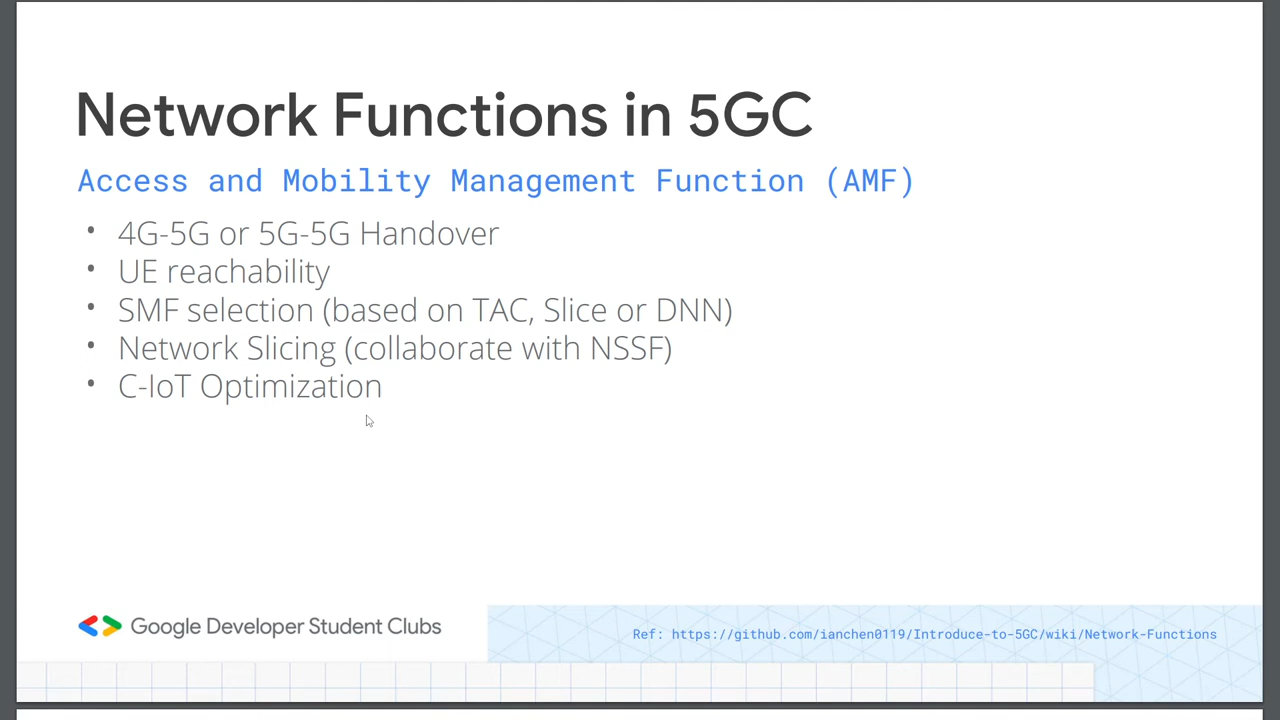 Network Functions in 5GC
Access and Mobility Management Function (AMF)
• 4G-5G or 5G-5G Handover
• UE reachability
• SMF selection (based on TAC, Slice or DNN)
• Network Slicing (collaborate with NSSF)
• C-IoT Optimization
Google Developer Student Clubs
Ref: https://github.com/ianchen0119/Introduce-to-5GC/wiki/Network-Functions